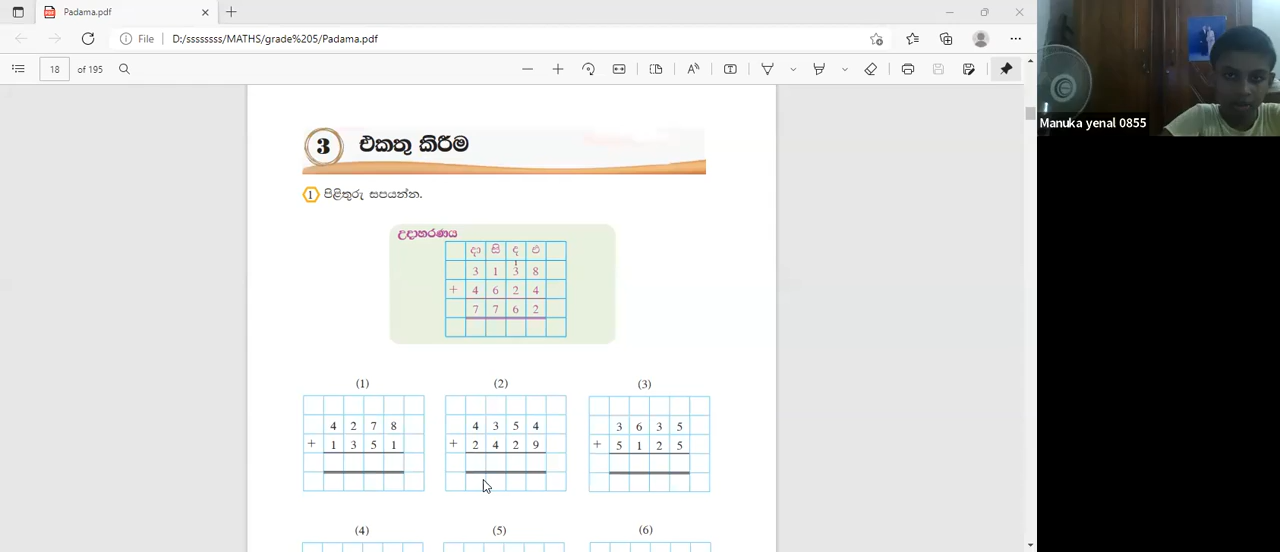 Padama.pdf
File
D:/ssssssss/MATHS/grade%205/Padama.pdf
18 of 195
Manuka yenal 0855
3 එකතු කිරීම
1 පිළිතුරු සපයන්න.
උදාහරණය
දා සි ද එ
1
3 1 3 8
+ 4 6 2 4
7 7 6 2
(1) (2) (3)
4 2 7 8 4 3 5 4 3 6 3 5
+ 1 3 5 1 + 2 4 2 9 + 5 1 2 5
(4) (5) (6)